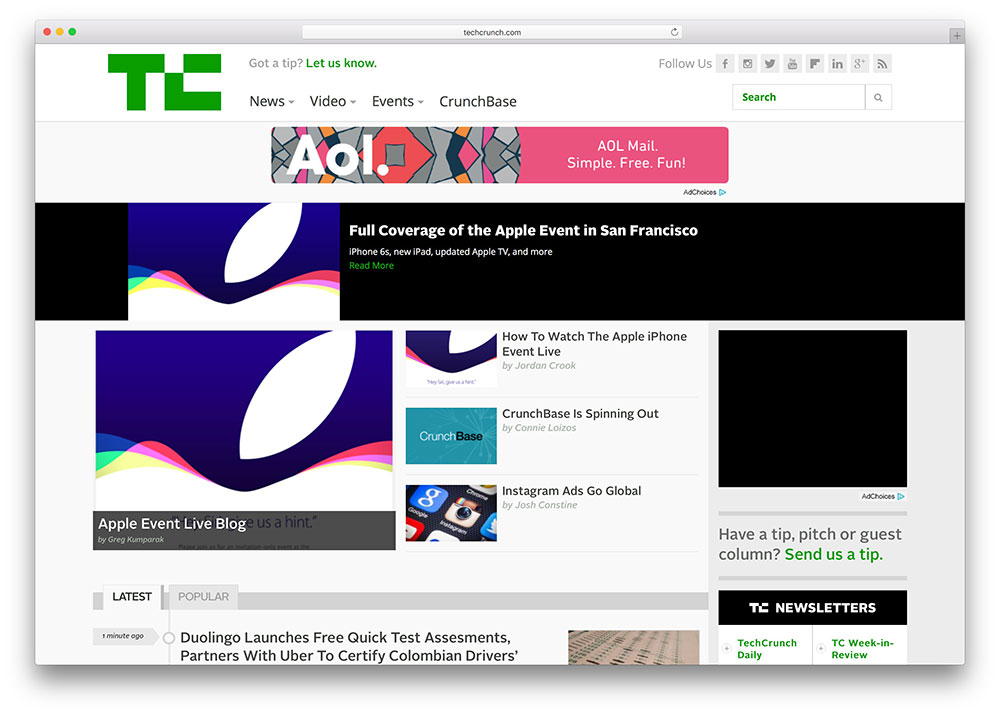 techcrunch.com
TC
Got a tip? Let us know.
Follow Us
News
Video
Events
CrunchBase
Search
Aol.
AOL Mail.
Simple. Free. Fun!
AdChoices
Full Coverage of the Apple Event in San Francisco
iPhone 6s, new iPad, updated Apple TV, and more
Read More
Apple Event Live Blog
by Greg Kumparak
us a hint."
How To Watch The Apple iPhone
Event Live
by Jordan Crook
"Hey Siri, give us a hint."
CrunchBase
CrunchBase Is Spinning Out
by Connie Loizos
Google
Chrome
Instagram
Instagram Ads Go Global
by Josh Constine
AdChoices
Have a tip, pitch or guest
column? Send us a tip.
TC NEWSLETTERS
TechCrunch
Daily
TC Week-in-
Review
LATEST
POPULAR
1 minute ago
Duolingo Launches Free Quick Test Assesments,
Partners With Uber To Certify Colombian Drivers'